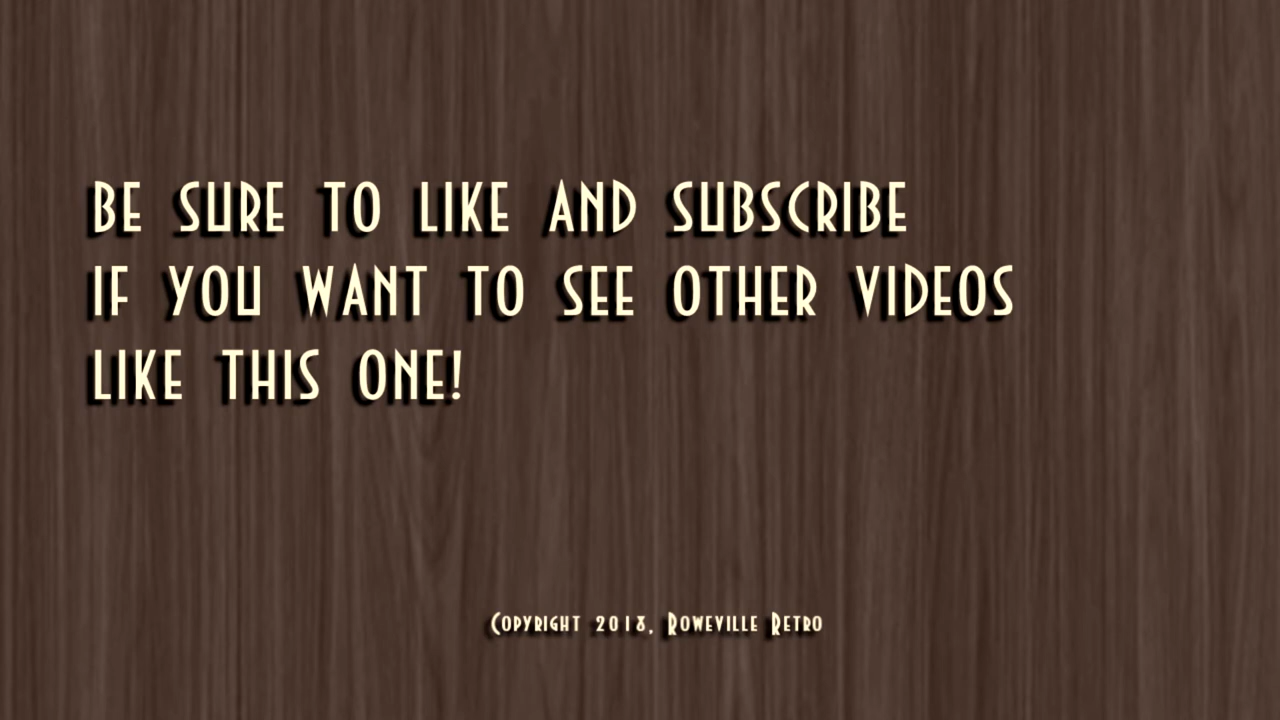 BE SURE TO LIKE AND SUBSCRIBE
IF YOU WANT TO SEE OTHER VIDEOS
LIKE THIS ONE!
Copyright 2018, Roweville Retro